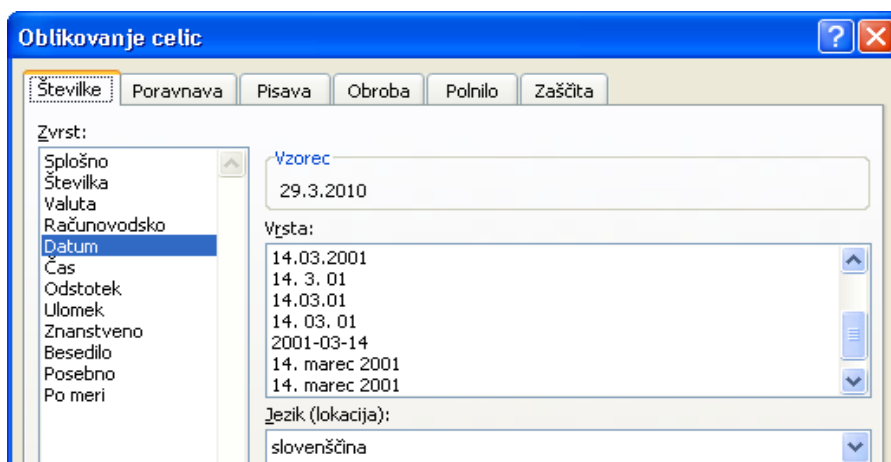 Oblikovanje celic
Številke Poravnava Pisava Obroba Polnilo Zaščita
Zvrst:
Splošno
Številka
Valuta
Računovodsko
Datum
Čas
Odstotek
Ulomek
Znanstveno
Besedilo
Posebno
Po meri
Vzorec
29.3.2010
Vrsta:
14.03.2001
14. 3. 01
14.03.01
14. 03. 01
2001-03-14
14. marec 2001
14. marec 2001
Jezik (lokacija):
slovenščina